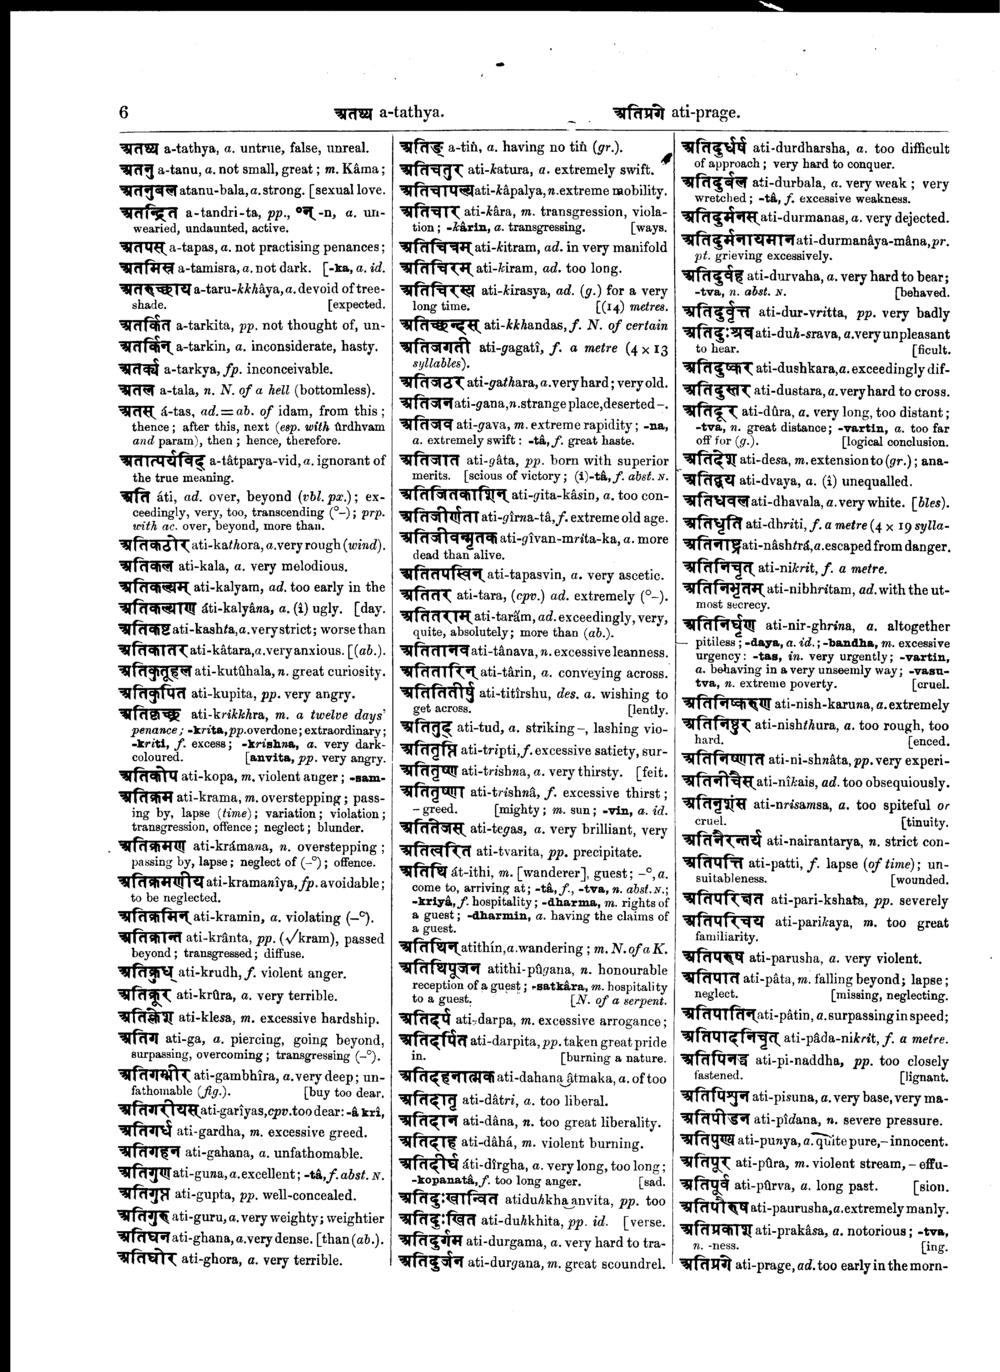 6
अतथ्य a-tathya.
अतिप्रगे ati-prage.
अतथ्य a-tathya, a. untrue, false, unreal.
अतनु a-tanu, a. not small, great; m. Kâma;
अतनुबल atanu-bala, a. strong. [sexual love.
अतन्द्रित a-tandri-ta, pp., °न् -n, a. un-
wearied, undaunted, active.
अतपस् a-tapas, a. not practising penances;
अतमिस्र a-tamisra, a. not dark. [-ka, a. id.
अतरुच्छाय a-taru-kkhâya, a. devoid of tree-
shade. [expected.
अतर्कित a-tarkita, pp. not thought of, un-
अतर्किन् a-tarkin, a. inconsiderate, hasty.
अतर्क्य a-tarkya, fp. inconceivable.
अतल a-tala, n. N. of a hell (bottomless).
अतस् á-tas, ad. = ab. of idam, from this;
thence; after this, next (esp. with ûrdhvam
and param), then; hence, therefore.
अतात्पर्यविद् a-tâtparya-vid, a. ignorant of
the true meaning.
अति áti, ad. over, beyond (vbl. px.); ex-
ceedingly, very, too, transcending (°-); prp.
with ac. over, beyond, more than.
अतिकठोर ati-kathora, a. very rough (wind).
अतिकल ati-kala, a. very melodious.
अतिकल्यम् ati-kalyam, ad. too early in the
अतिकल्याण áti-kalyâna, a. (i) ugly. [day.
अतिकष्ट ati-kashta, a. very strict; worse than
अतिकातर ati-kâtara, a. very anxious. [(ab.).
अतिकुतूहल ati-kutûhala, n. great curiosity.
अतिकुपित ati-kupita, pp. very angry.
अतिकृच्छ्र ati-krikkhra, m. a twelve days'
penance; -krita, pp. overdone; extraordinary;
-kriti, f. excess; -krishna, a. very dark-
coloured. [anvita, pp. very angry.
अतिकोप ati-kopa, m. violent anger; -sam-
अतिक्रम ati-krama, m. overstepping; pass-
ing by, lapse (time); variation; violation;
transgression, offence; neglect; blunder.
अतिक्रमण ati-krámana, n. overstepping;
passing by, lapse; neglect of (-°); offence.
अतिक्रमणीय ati-kramanîya, fp. avoidable;
to be neglected.
अतिक्रमिन् ati-kramin, a. violating (-°).
अतिक्रान्त ati-krânta, pp. (√kram), passed
beyond; transgressed; diffuse.
अतिक्रुध् ati-krudh, f. violent anger.
अतिक्रूर ati-krûra, a. very terrible.
अतिक्लेश ati-klesa, m. excessive hardship.
अतिग ati-ga, a. piercing, going beyond,
surpassing, overcoming; transgressing (-°).
अतिगम्भीर ati-gambhîra, a. very deep; un-
fathomable (fig.). [buy too dear.
अतिगरीयस् ati-garîyas, cpv. too dear: -â krî,
अतिगर्ध ati-gardha, m. excessive greed.
अतिगहन ati-gahana, a. unfathomable.
अतिगुण ati-guna, a. excellent; -tâ, f. abst. N.
अतिगुप्त ati-gupta, pp. well-concealed.
अतिगुरु ati-guru, a. very weighty; weightier
अतिघन ati-ghana, a. very dense. [than (ab.).
अतिघोर ati-ghora, a. very terrible.
अतिङ् a-tiṅ, a. having no tiṅ (gr.).
अतिचतुर ati-katura, a. extremely swift.
अतिचापल्य ati-kâpalya, n. extreme mobility.
अतिचार ati-kâra, m. transgression, viola-
tion; -kârin, a. transgressing. [ways.
अतिचित्रम् ati-kitram, ad. in very manifold
अतिचिरम् ati-kiram, ad. too long.
अतिचिरस्य ati-kirasya, ad. (g.) for a very
long time. [(14) metres.
अतिच्छन्दस् ati-kkhandas, f. N. of certain
अतिजगती ati-gagatî, f. a metre (4 × 13
syllables).
अतिजठर ati-gathara, a. very hard; very old.
अतिजन ati-gana, n. strange place, deserted -.
अतिजव ati-gava, m. extreme rapidity; -na,
a. extremely swift: -tâ, f. great haste.
अतिजात ati-gâta, pp. born with superior
merits. [scious of victory; (i)-tâ, f. abst. N.
अतिजितकाशिन् ati-gita-kâsin, a. too con-
अतिजीर्णता ati-gîrna-tâ, f. extreme old age.
अतिजीवन्मृतक ati-gîvan-mrita-ka, a. more
dead than alive.
अतितपस्विन् ati-tapasvin, a. very ascetic.
अतितर ati-tara, (cpv.) ad. extremely (°-).
अतितराम् ati-tarấm, ad. exceedingly, very,
quite, absolutely; more than (ab.).
अतितानव ati-tânava, n. excessive leanness.
अतितारिन् ati-târin, a. conveying across.
अतितितीर्षु ati-titîrshu, des. a. wishing to
get across. [lently.
अतितुद् ati-tud, a. striking -, lashing vio-
अतितृप्ति ati-tripti, f. excessive satiety, sur-
अतितृष्ण ati-trishna, a. very thirsty. [feit.
अतितृष्णा ati-trishnâ, f. excessive thirst;
- greed. [mighty; m. sun; -vin, a. id.
अतितेजस् ati-tegas, a. very brilliant, very
अतित्वरित ati-tvarita, pp. precipitate.
अतिथि át-ithi, m. [wanderer], guest; -°, a.
come to, arriving at; -tâ, f., -tva, n. abst. N.;
-kriyâ, f. hospitality; -dharma, m. rights of
a guest; -dharmin, a. having the claims of
a guest.
अतिथिन् atithín, a. wandering; m. N. of a K.
अतिथिपूजन atithi-pûgana, n. honourable
reception of a guest; -satkâra, m. hospitality
to a guest. [N. of a serpent.
अतिदर्प ati-darpa, m. excessive arrogance;
अतिदर्पित ati-darpita, pp. taken great pride
in. [burning a nature.
अतिदहनात्मक ati-dahana‿âtmaka, a. of too
अतिदातृ ati-dâtri, a. too liberal.
अतिदान ati-dâna, n. too great liberality.
अतिदाह ati-dâhá, m. violent burning.
अतिदीर्घ áti-dîrgha, a. very long, too long;
-kopanatâ, f. too long anger. [sad.
अतिदुःखान्वित atiduhkha‿anvita, pp. too
अतिदुःखित ati-duhkhita, pp. id. [verse.
अतिदुर्गम ati-durgama, a. very hard to tra-
अतिदुर्जन ati-durgana, m. great scoundrel.
अतिदुर्धर्ष ati-durdharsha, a. too difficult
of approach; very hard to conquer.
अतिदुर्बल ati-durbala, a. very weak; very
wretched; -tâ, f. excessive weakness.
अतिदुर्मनस् ati-durmanas, a. very dejected.
अतिदुर्मनायमान ati-durmanâya-mâna, pr.
pt. grieving excessively.
अतिदुर्वह ati-durvaha, a. very hard to bear;
-tva, n. abst. N. [behaved.
अतिदुर्वृत्त ati-dur-vritta, pp. very badly
अतिदुःश्रव ati-duh-srava, a. very unpleasant
to hear. [ficult.
अतिदुष्कर ati-dushkara, a. exceedingly dif-
अतिदुस्तर ati-dustara, a. very hard to cross.
अतिदूर ati-dûra, a. very long, too distant;
-tva, n. great distance; -vartin, a. too far
off for (g.). [logical conclusion.
अतिदेश ati-desa, m. extension to (gr.); ana-
अतिद्वय ati-dvaya, a. (i) unequalled.
अतिधवल ati-dhavala, a. very white. [bles).
अतिधृति ati-dhriti, f. a metre (4 × 19 sylla-
अतिनाष्ट्र ati-nâshtrá, a. escaped from danger.
अतिनिचृत् ati-nikrit, f. a metre.
अतिनिभृतम् ati-nibhritam, ad. with the ut-
most secrecy.
अतिनिर्घृण ati-nir-ghrina, a. altogether
pitiless; -daya, a. id.; -bandha, m. excessive
urgency: -tas, in. very urgently; -vartin,
a. behaving in a very unseemly way; -vasu-
tva, n. extreme poverty. [cruel.
अतिनिष्करुण ati-nish-karuna, a. extremely
अतिनिष्ठुर ati-nishthura, a. too rough, too
hard. [enced.
अतिनिष्णात ati-ni-shnâta, pp. very experi-
अतिनीचैस् ati-nîkais, ad. too obsequiously.
अतिनृशंस ati-nrisamsa, a. too spiteful or
cruel. [tinuity.
अतिनैरन्तर्य ati-nairantarya, n. strict con-
अतिपत्ति ati-patti, f. lapse (of time); un-
suitableness. [wounded.
अतिपरिक्षत ati-pari-kshata, pp. severely
अतिपरिचय ati-parikaya, m. too great
familiarity.
अतिपरुष ati-parusha, a. very violent.
अतिपात ati-pâta, m. falling beyond; lapse;
neglect. [missing, neglecting.
अतिपातिन् ati-pâtin, a. surpassing in speed;
अतिपादनिचृत् ati-pâda-nikrit, f. a metre.
अतिपिनद्ध ati-pi-naddha, pp. too closely
fastened. [lignant.
अतिपिशुन ati-pisuna, a. very base, very ma-
अतिपीडन ati-pîdana, n. severe pressure.
अतिपुण्य ati-punya, a. quite pure, - innocent.
अतिपूर ati-pûra, m. violent stream, - effu-
अतिपूर्व ati-pûrva, a. long past. [sion.
अतिपौरुष ati-paurusha, a. extremely manly.
अतिप्रकाश ati-prakâsa, a. notorious; -tva,
n. -ness. [ing.
अतिप्रगे ati-prage, ad. too early in the morn-